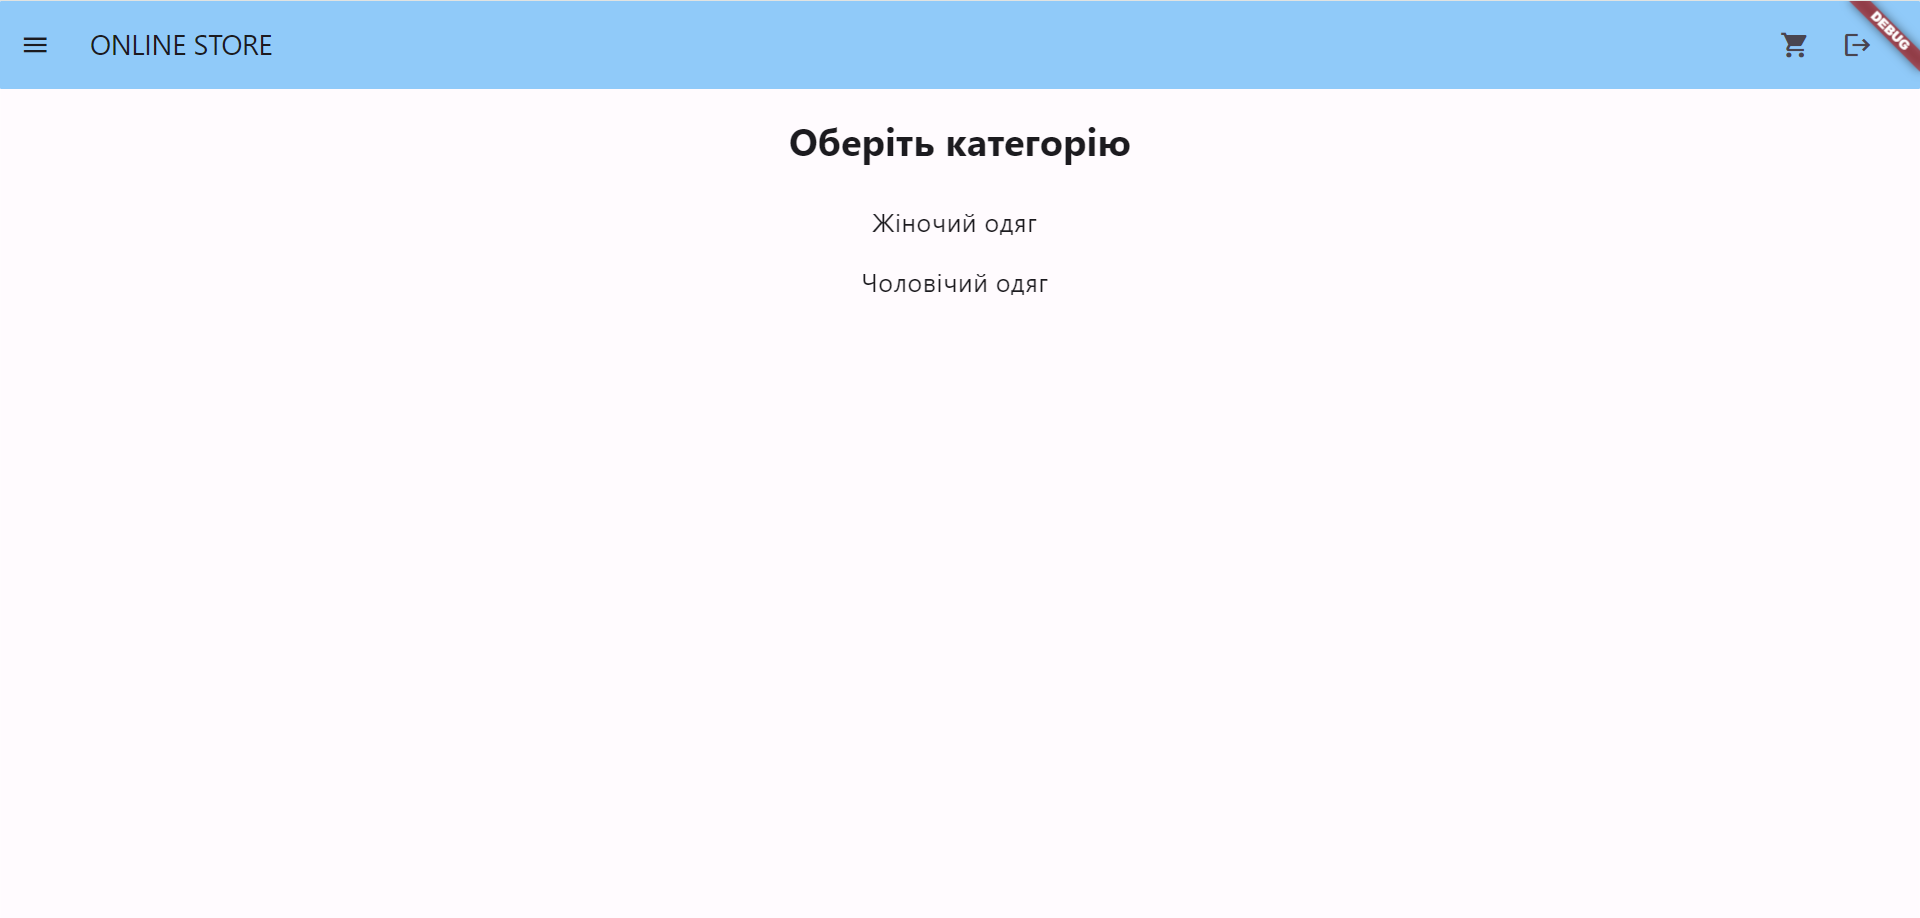 ONLINE STORE
DEBUG
Оберіть категорію
Жіночий одяг
Чоловічий одяг